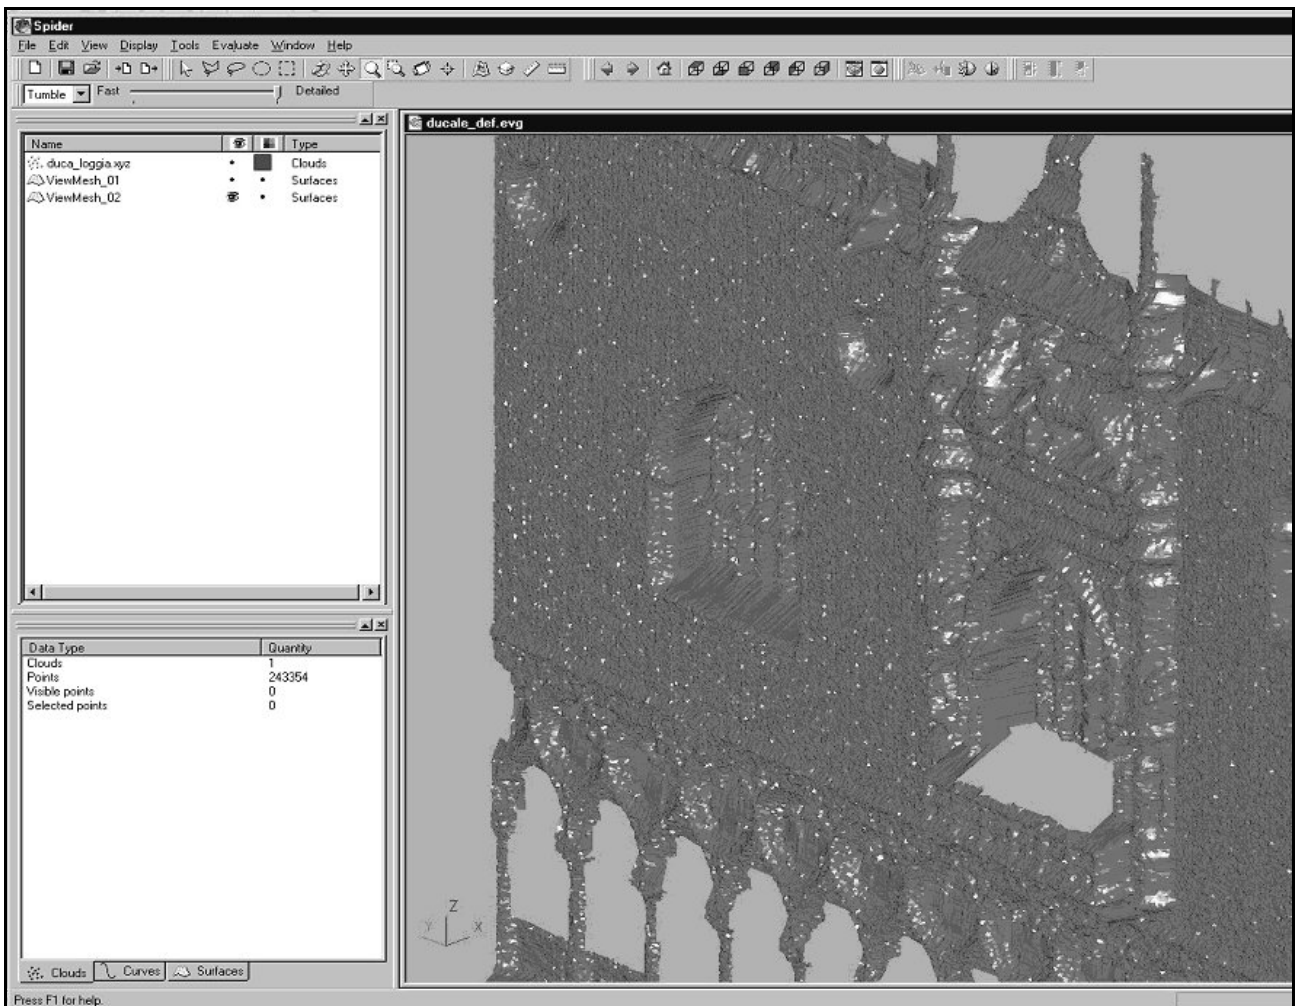 Spider
File Edit View Display Tools Evaluate Window Help
Tumble Fast Detailed
ducale_def.evg
Name Type
duca_loggia.xyz Clouds
ViewMesh_01 Surfaces
ViewMesh_02 Surfaces
Data Type Quantity
Clouds 1
Points 243354
Visible points 0
Selected points 0
Z
Y X
Clouds Curves Surfaces
Press F1 for help.